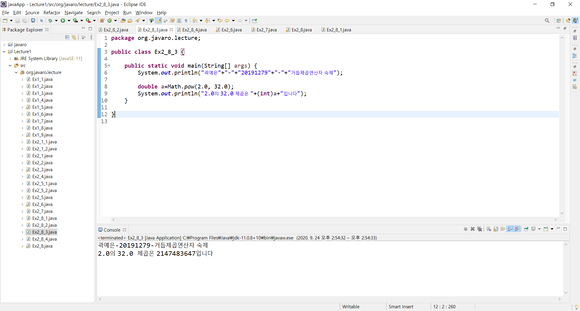 javaApp - Lecture1/src/org/javaro/lecture/Ex2_8_3.java - Eclipse IDE
File Edit Source Refactor Navigate Search Project Run Window Help
Package Explorer
javaro
Lecture1
JRE System Library [JavaSE-11]
src
org.javaro.lecture
Ex1_1.java
Ex1_2.java
Ex1_3.java
Ex1_4.java
Ex1_5.java
Ex1_6.java
Ex1_7.java
Ex1_8.java
Ex1_9.java
Ex2_1_1.java
Ex2_1_2.java
Ex2_2.java
Ex2_3.java
Ex2_4.java
Ex2_5_1.java
Ex2_5_2.java
Ex2_6.java
Ex2_7.java
Ex2_8_1.java
Ex2_8_2.java
Ex2_8_3.java
Ex2_8_4.java
Ex2_8.java
Ex2_8_2.java Ex2_8_3.java Ex2_8_4.java Ex2_6.java Ex2_7.java Ex2_8.java Ex2_8_1.java
1 package org.javaro.lecture;
2
3 public class Ex2_8_3 {
4
5 public static void main(String[] args) {
6 System.out.println("곽예은"+"-"+"20191279"+"-"+"거듭제곱연산자 숙제");
7
8 double a=Math.pow(2.0, 32.0);
9 System.out.println("2.0의 32.0 제곱은 "+(int)a+"입니다");
10 }
11
12 }
13
Console
<terminated> Ex2_8_3 [Java Application] C:\Program Files\Java\jdk-11.0.8+10\bin\javaw.exe (2020. 9. 24 오후 2:54:32 – 오후 2:54:33)
곽예은-20191279-거듭제곱연산자 숙제
2.0의 32.0 제곱은 2147483647입니다
Writable Smart Insert 12 : 2 : 260